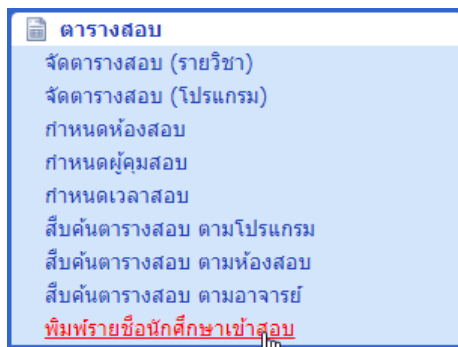 ตารางสอบ
จัดตารางสอบ (รายวิชา)
จัดตารางสอบ (โปรแกรม)
กำหนดห้องสอบ
กำหนดผู้คุมสอบ
กำหนดเวลาสอบ
สืบค้นตารางสอบ ตามโปรแกรม
สืบค้นตารางสอบ ตามห้องสอบ
สืบค้นตารางสอบ ตามอาจารย์
พิมพ์รายชื่อนักศึกษาเข้าสอบ